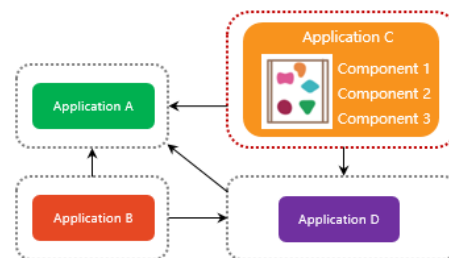 Application C
Component 1
Component 2
Component 3
Application A
Application B
Application D